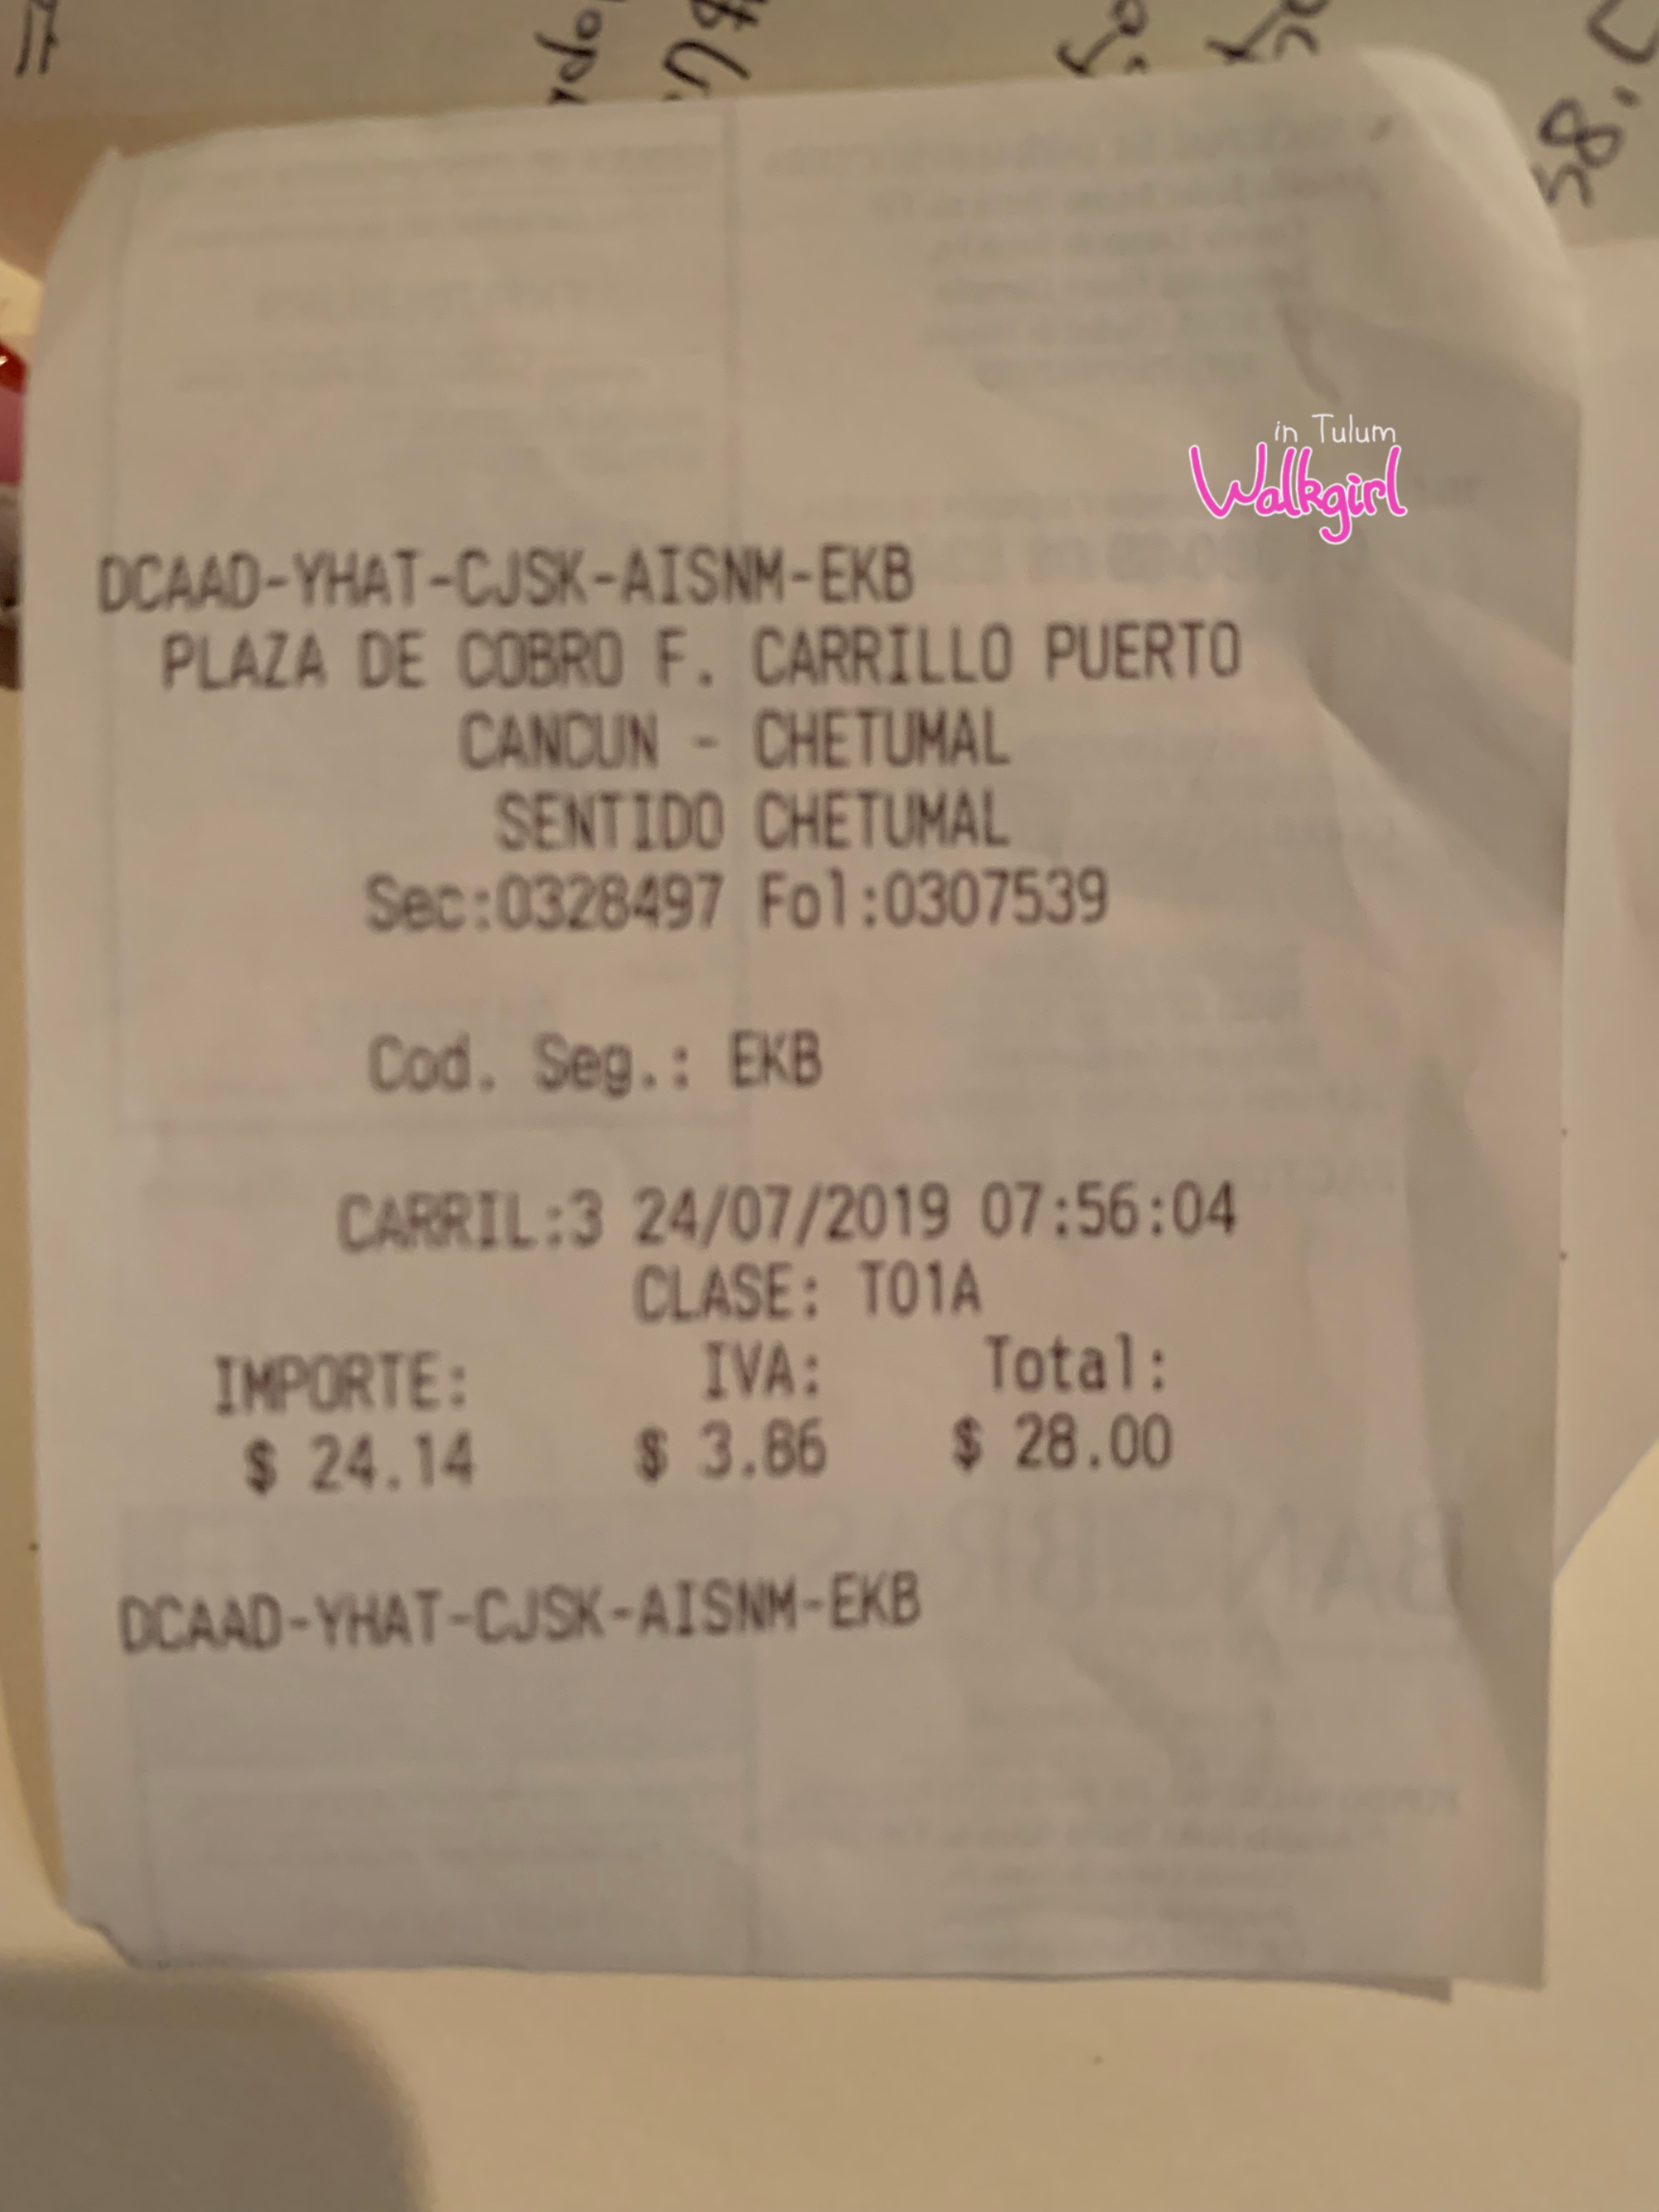 in Tulum
Walkgirl
DCAAD-YHAT-CJSK-AISNM-EKB
PLAZA DE COBRO F. CARRILLO PUERTO
CANCUN - CHETUMAL
SENTIDO CHETUMAL
Sec:0328497 Fol:0307539
Cod. Seg.: EKB
CARRIL:3 24/07/2019 07:56:04
CLASE: T01A
IMPORTE: IVA: Total:
$ 24.14 $ 3.86 $ 28.00
DCAAD-YHAT-CJSK-AISNM-EKB